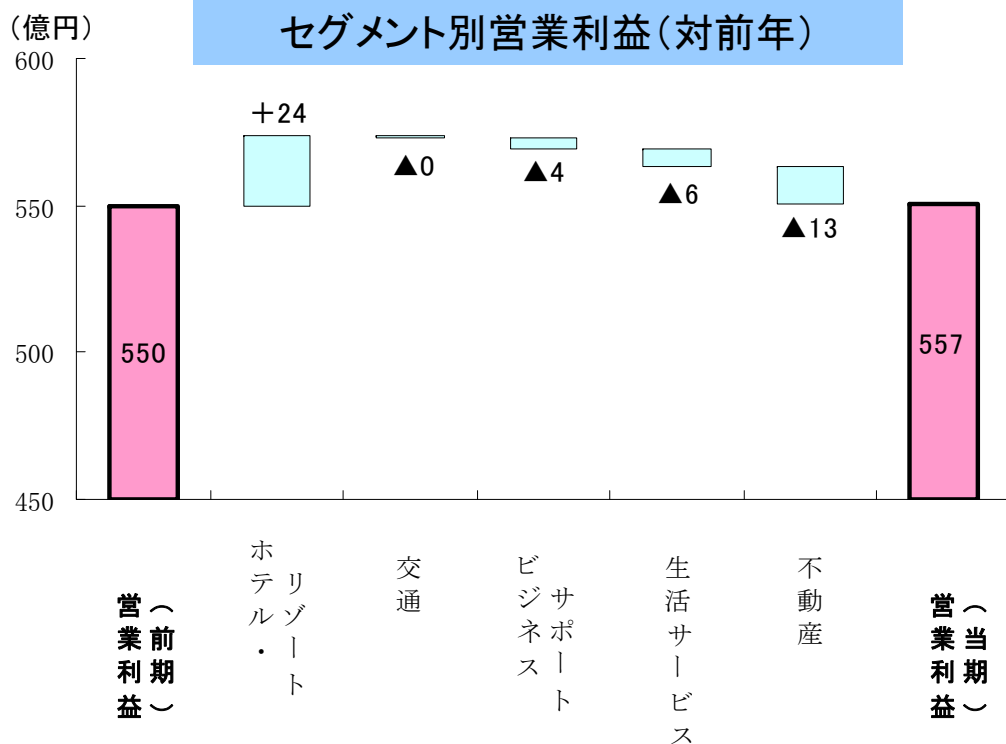 (億円)
セグメント別営業利益(対前年)
600
550
500
450
550
+24
▲0
▲4
▲6
▲13
557
営業利益
(前期)
ホテル・
リゾート
交通
ビジネス
サポート
生活サービス
不動産
営業利益
(当期)